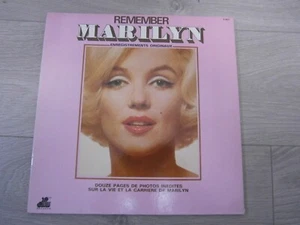 REMEMBER
MARILYN
ENREGISTREMENTS ORIGINAUX
DOUZE PAGES DE PHOTOS INEDITES
SUR LA VIE ET LA CARRIERE DE MARILYN